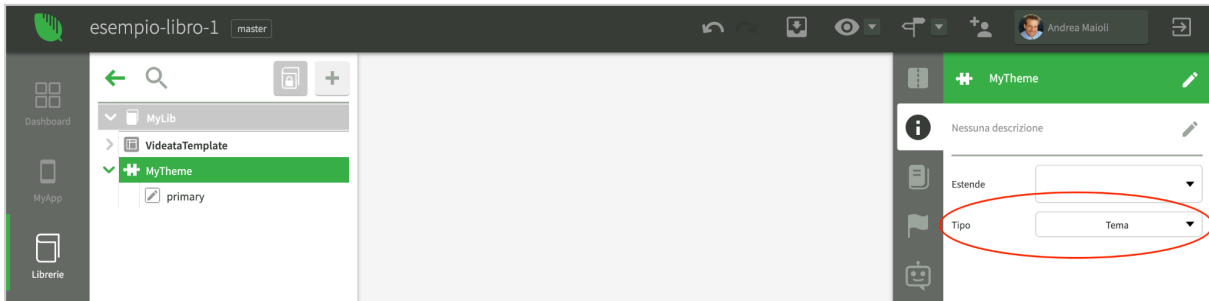 esempio-libro-1 master
Andrea Maioli
Dashboard
MyApp
Librerie
MyLib
VideataTemplate
MyTheme
primary
MyTheme
Nessuna descrizione
Estende
Tipo Tema